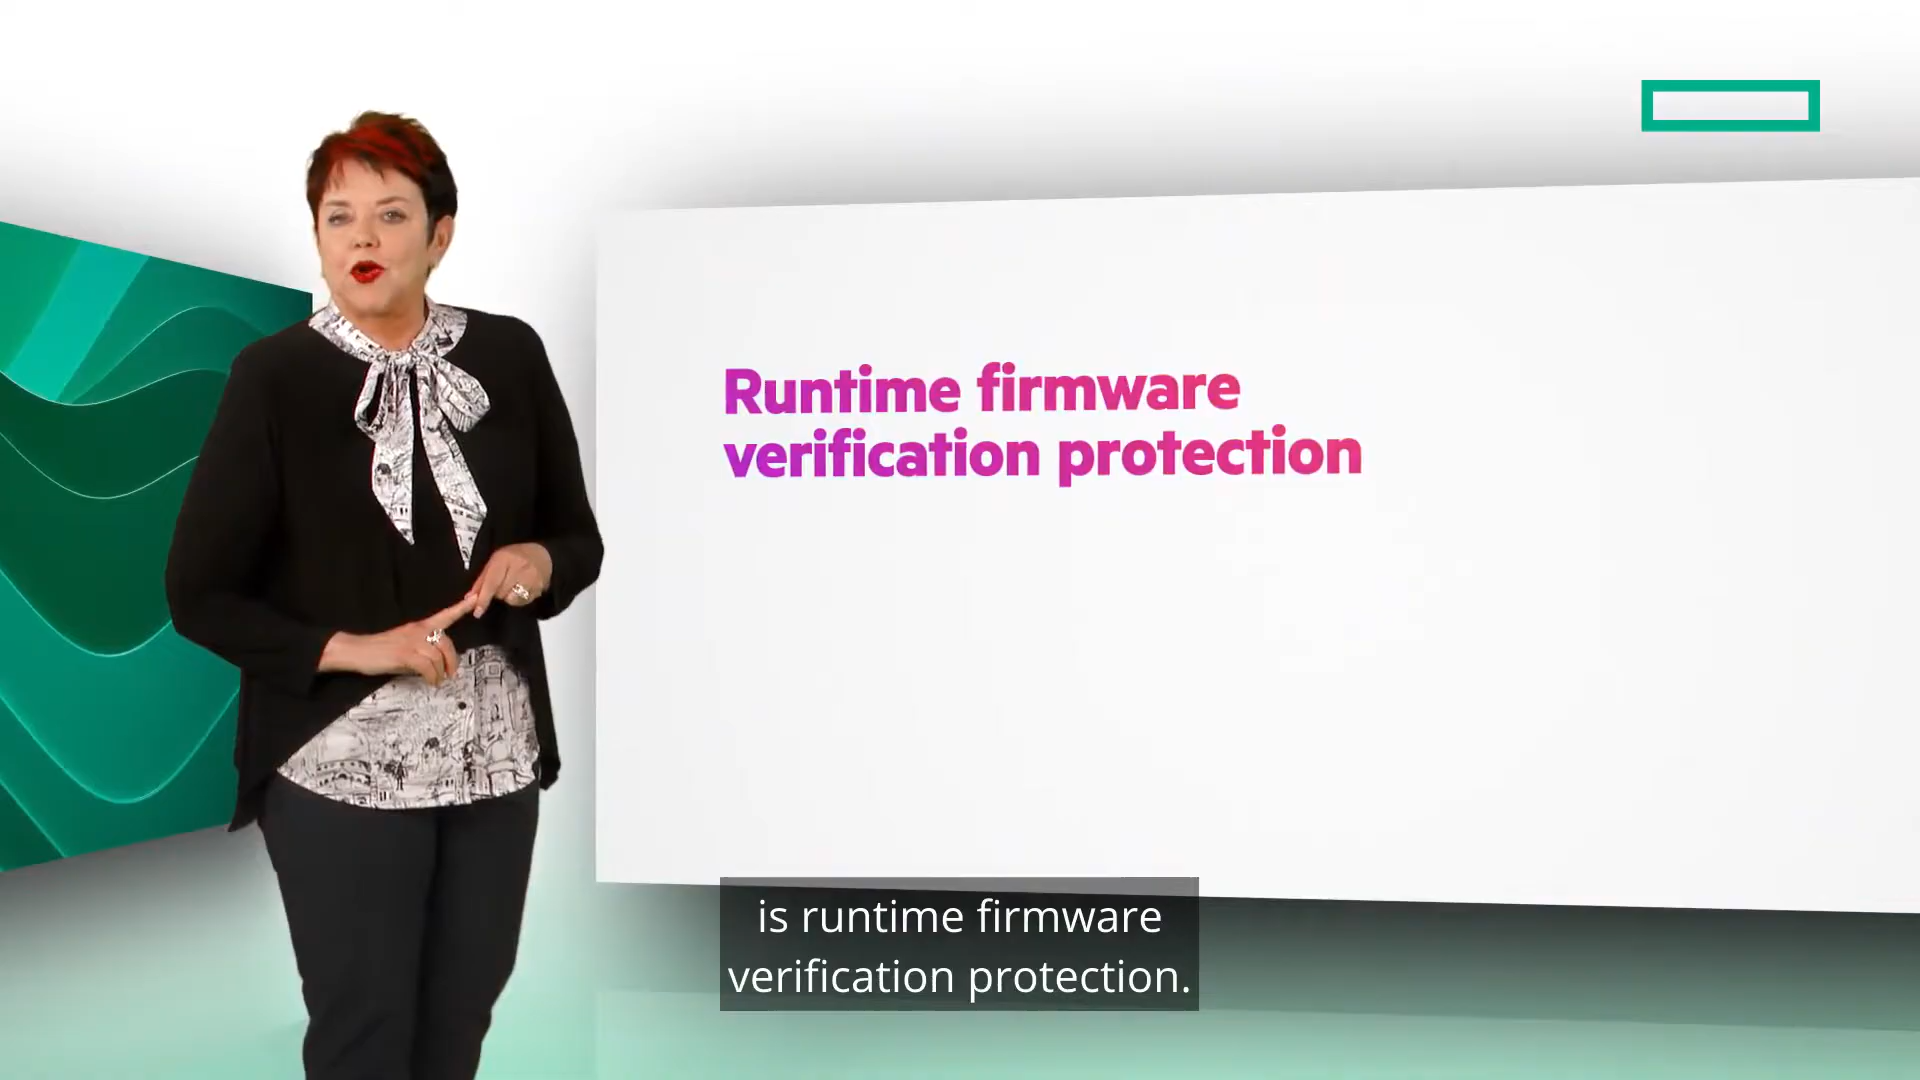 Runtime firmware
verification protection
is runtime firmware
verification protection.